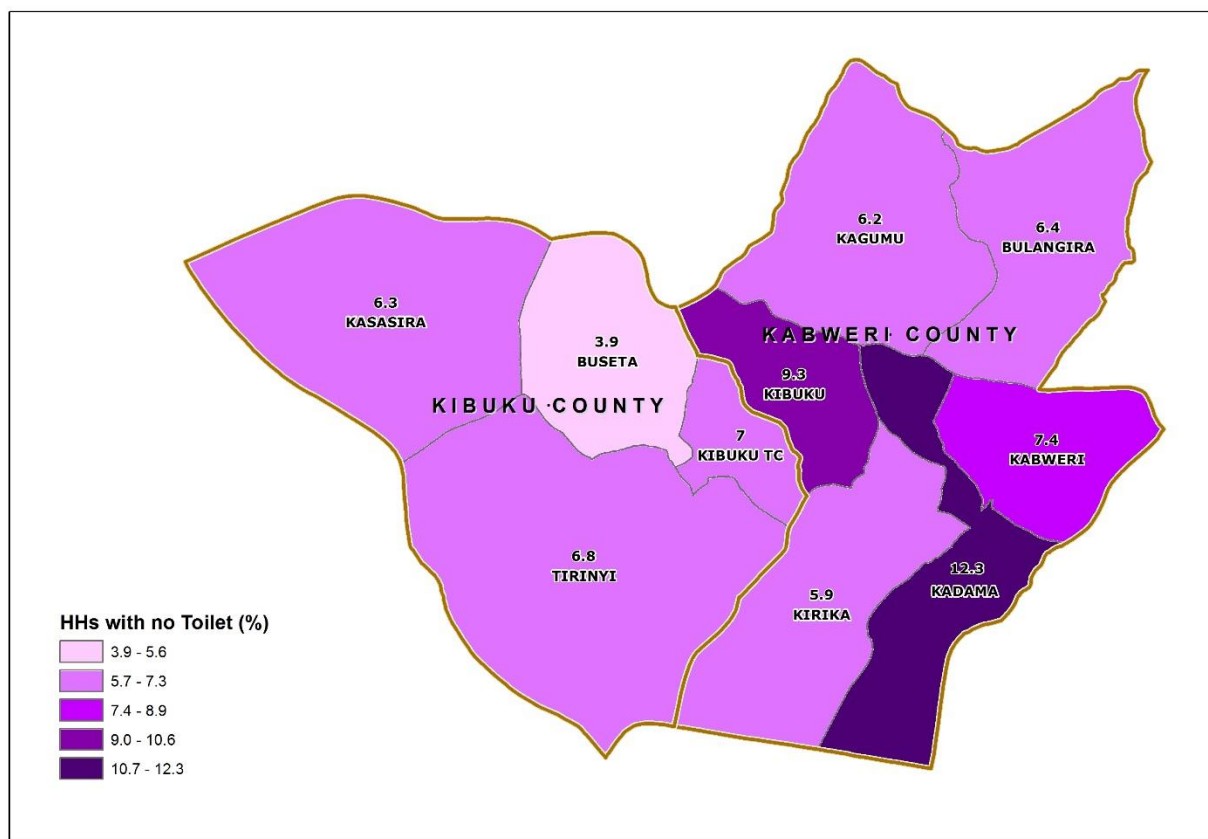 6.2
KAGUMU
6.4
BULANGIRA
6.3
KASASIRA
3.9
BUSETA
KABWERI COUNTY
9.3
KIBUKU
KIBUKU COUNTY
7
KIBUKU TC
7.4
KABWERI
6.8
TIRINYI
5.9
KIRIKA
12.3
KADAMA
HHs with no Toilet (%)
3.9 - 5.6
5.7 - 7.3
7.4 - 8.9
9.0 - 10.6
10.7 - 12.3